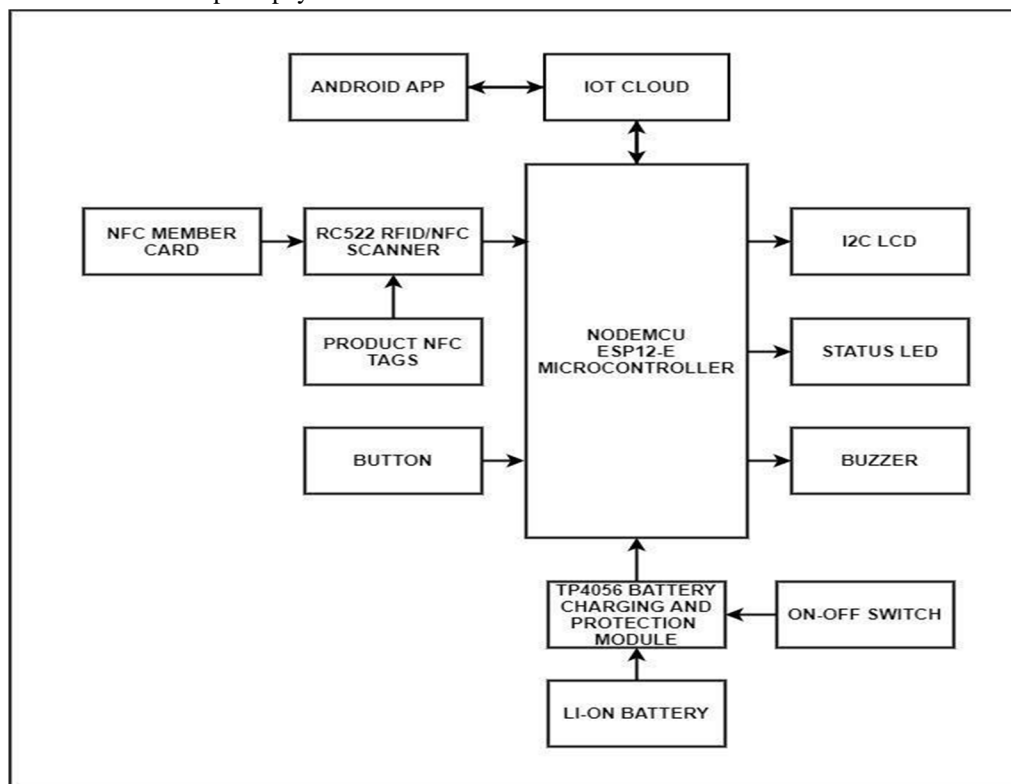 ANDROID APP
IOT CLOUD
NFC MEMBER
CARD
RC522 RFID/NFC
SCANNER
I2C LCD
PRODUCT NFC
TAGS
NODEMCU
ESP12-E
MICROCONTROLLER
STATUS LED
BUTTON
BUZZER
TP4056 BATTERY
CHARGING AND
PROTECTION
MODULE
ON-OFF SWITCH
LI-ON BATTERY